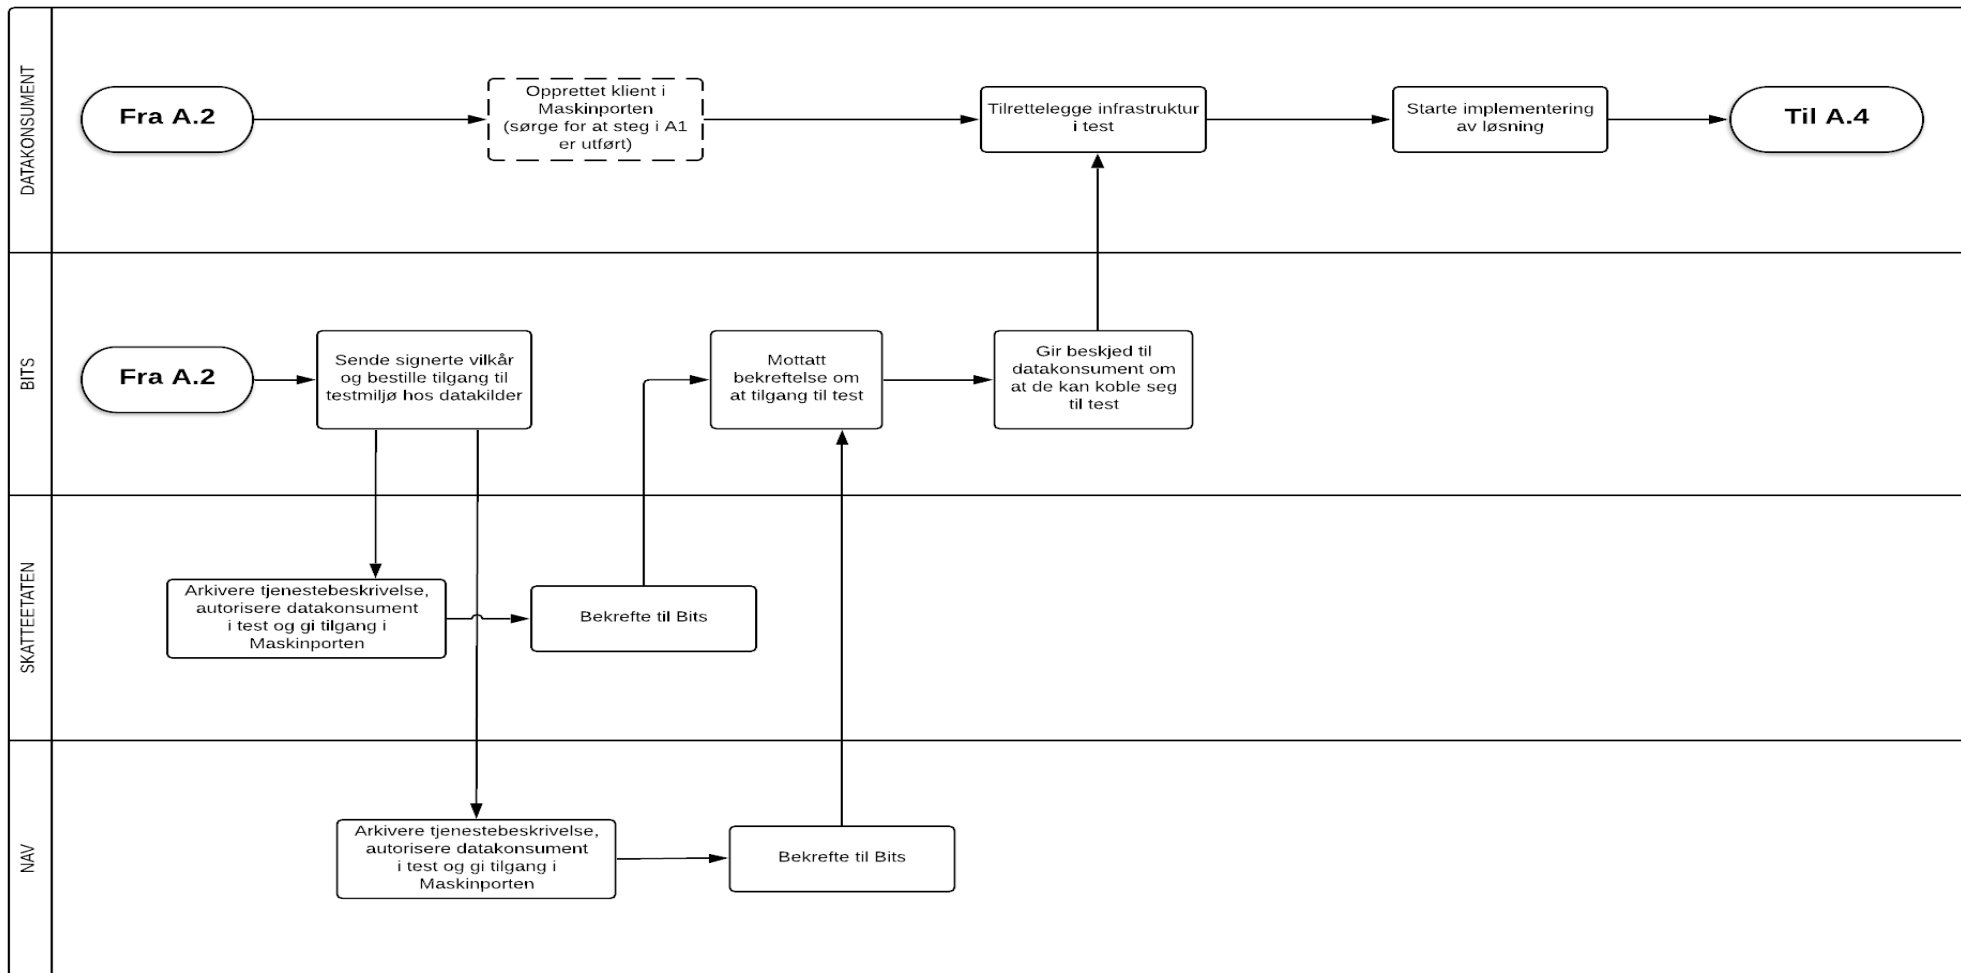 DATAKONSUMENT
Fra A.2
Opprettet klient i
Maskinporten
(sørge for at steg i A1
er utført)
Tilrettelegge infrastruktur
i test
Starte implementering
av løsning
Til A.4
BITS
Fra A.2
Sende signerte vilkår
og bestille tilgang til
testmiljø hos datakilder
Mottatt
bekreftelse om
at tilgang til test
Gir beskjed til
datakonsument om
at de kan koble seg
til test
SKATTEETATEN
Arkivere tjenestebeskrivelse,
autorisere datakonsument
i test og gi tilgang i
Maskinporten
Bekrefte til Bits
NAV
Arkivere tjenestebeskrivelse,
autorisere datakonsument
i test og gi tilgang i
Maskinporten
Bekrefte til Bits